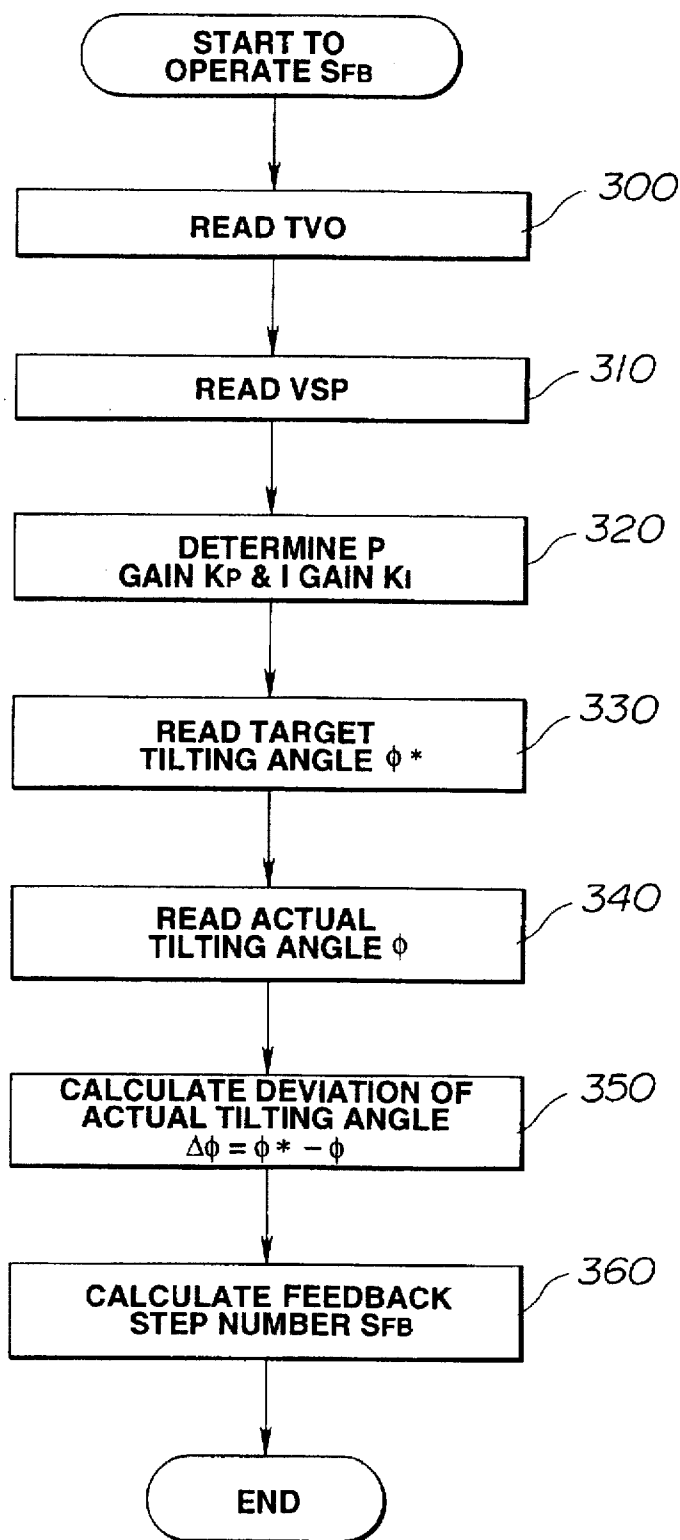 START TO
OPERATE SFB
READ TVO
300
READ VSP
310
DETERMINE P
GAIN KP & I GAIN KI
320
READ TARGET
TILTING ANGLE ϕ*
330
READ ACTUAL
TILTING ANGLE ϕ
340
CALCULATE DEVIATION OF
ACTUAL TILTING ANGLE
Δϕ = ϕ* − ϕ
350
CALCULATE FEEDBACK
STEP NUMBER SFB
360
END